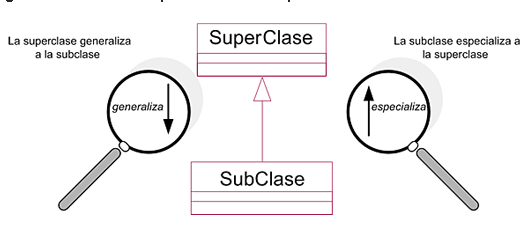 La superclase generaliza
a la subclase
SuperClase
La subclase especializa a
la superclase
generaliza
especializa
SubClase